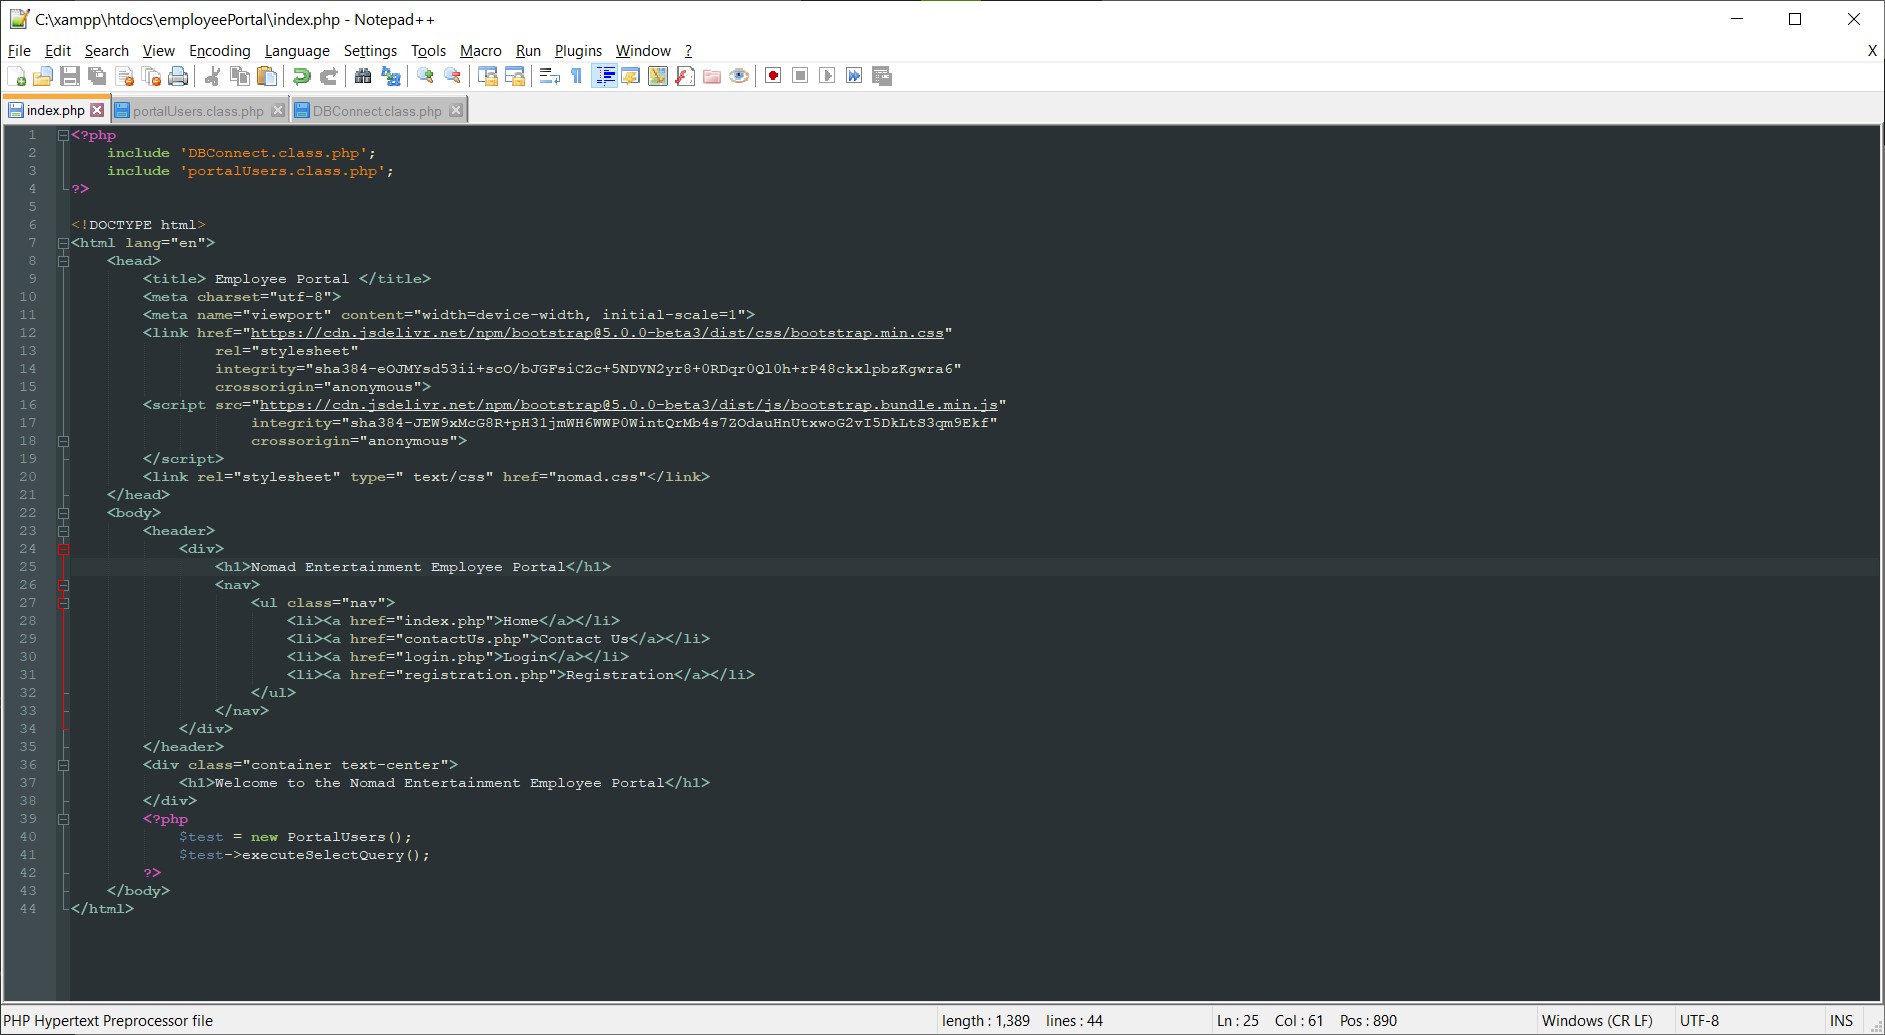 C:\xampp\htdocs\employeePortal\index.php - Notepad++
File Edit Search View Encoding Language Settings Tools Macro Run Plugins Window ? X
index.php portalUsers.class.php DBConnect.class.php
1 <?php
2 include 'DBConnect.class.php';
3 include 'portalUsers.class.php';
4 ?>
5
6 <!DOCTYPE html>
7 <html lang="en">
8 <head>
9 <title> Employee Portal </title>
10 <meta charset="utf-8">
11 <meta name="viewport" content="width=device-width, initial-scale=1">
12 <link href="https://cdn.jsdelivr.net/npm/bootstrap@5.0.0-beta3/dist/css/bootstrap.min.css"
13 rel="stylesheet"
14 integrity="sha384-eOJMYsd53ii+scO/bJGFsiCZc+5NDVN2yr8+0RDqr0Ql0h+rP48ckxlpbzKgwra6"
15 crossorigin="anonymous">
16 <script src="https://cdn.jsdelivr.net/npm/bootstrap@5.0.0-beta3/dist/js/bootstrap.bundle.min.js"
17 integrity="sha384-JEW9xMcG8R+pH31jmWH6WWP0WintQrMb4s7ZOdauHnUtxwoG2vI5DkLtS3qm9Ekf"
18 crossorigin="anonymous">
19 </script>
20 <link rel="stylesheet" type=" text/css" href="nomad.css"</link>
21 </head>
22 <body>
23 <header>
24 <div>
25 <h1>Nomad Entertainment Employee Portal</h1>
26 <nav>
27 <ul class="nav">
28 <li><a href="index.php">Home</a></li>
29 <li><a href="contactUs.php">Contact Us</a></li>
30 <li><a href="login.php">Login</a></li>
31 <li><a href="registration.php">Registration</a></li>
32 </ul>
33 </nav>
34 </div>
35 </header>
36 <div class="container text-center">
37 <h1>Welcome to the Nomad Entertainment Employee Portal</h1>
38 </div>
39 <?php
40 $test = new PortalUsers();
41 $test->executeSelectQuery();
42 ?>
43 </body>
44 </html>
PHP Hypertext Preprocessor file length : 1,389 lines : 44 Ln : 25 Col : 61 Pos : 890 Windows (CR LF) UTF-8 INS